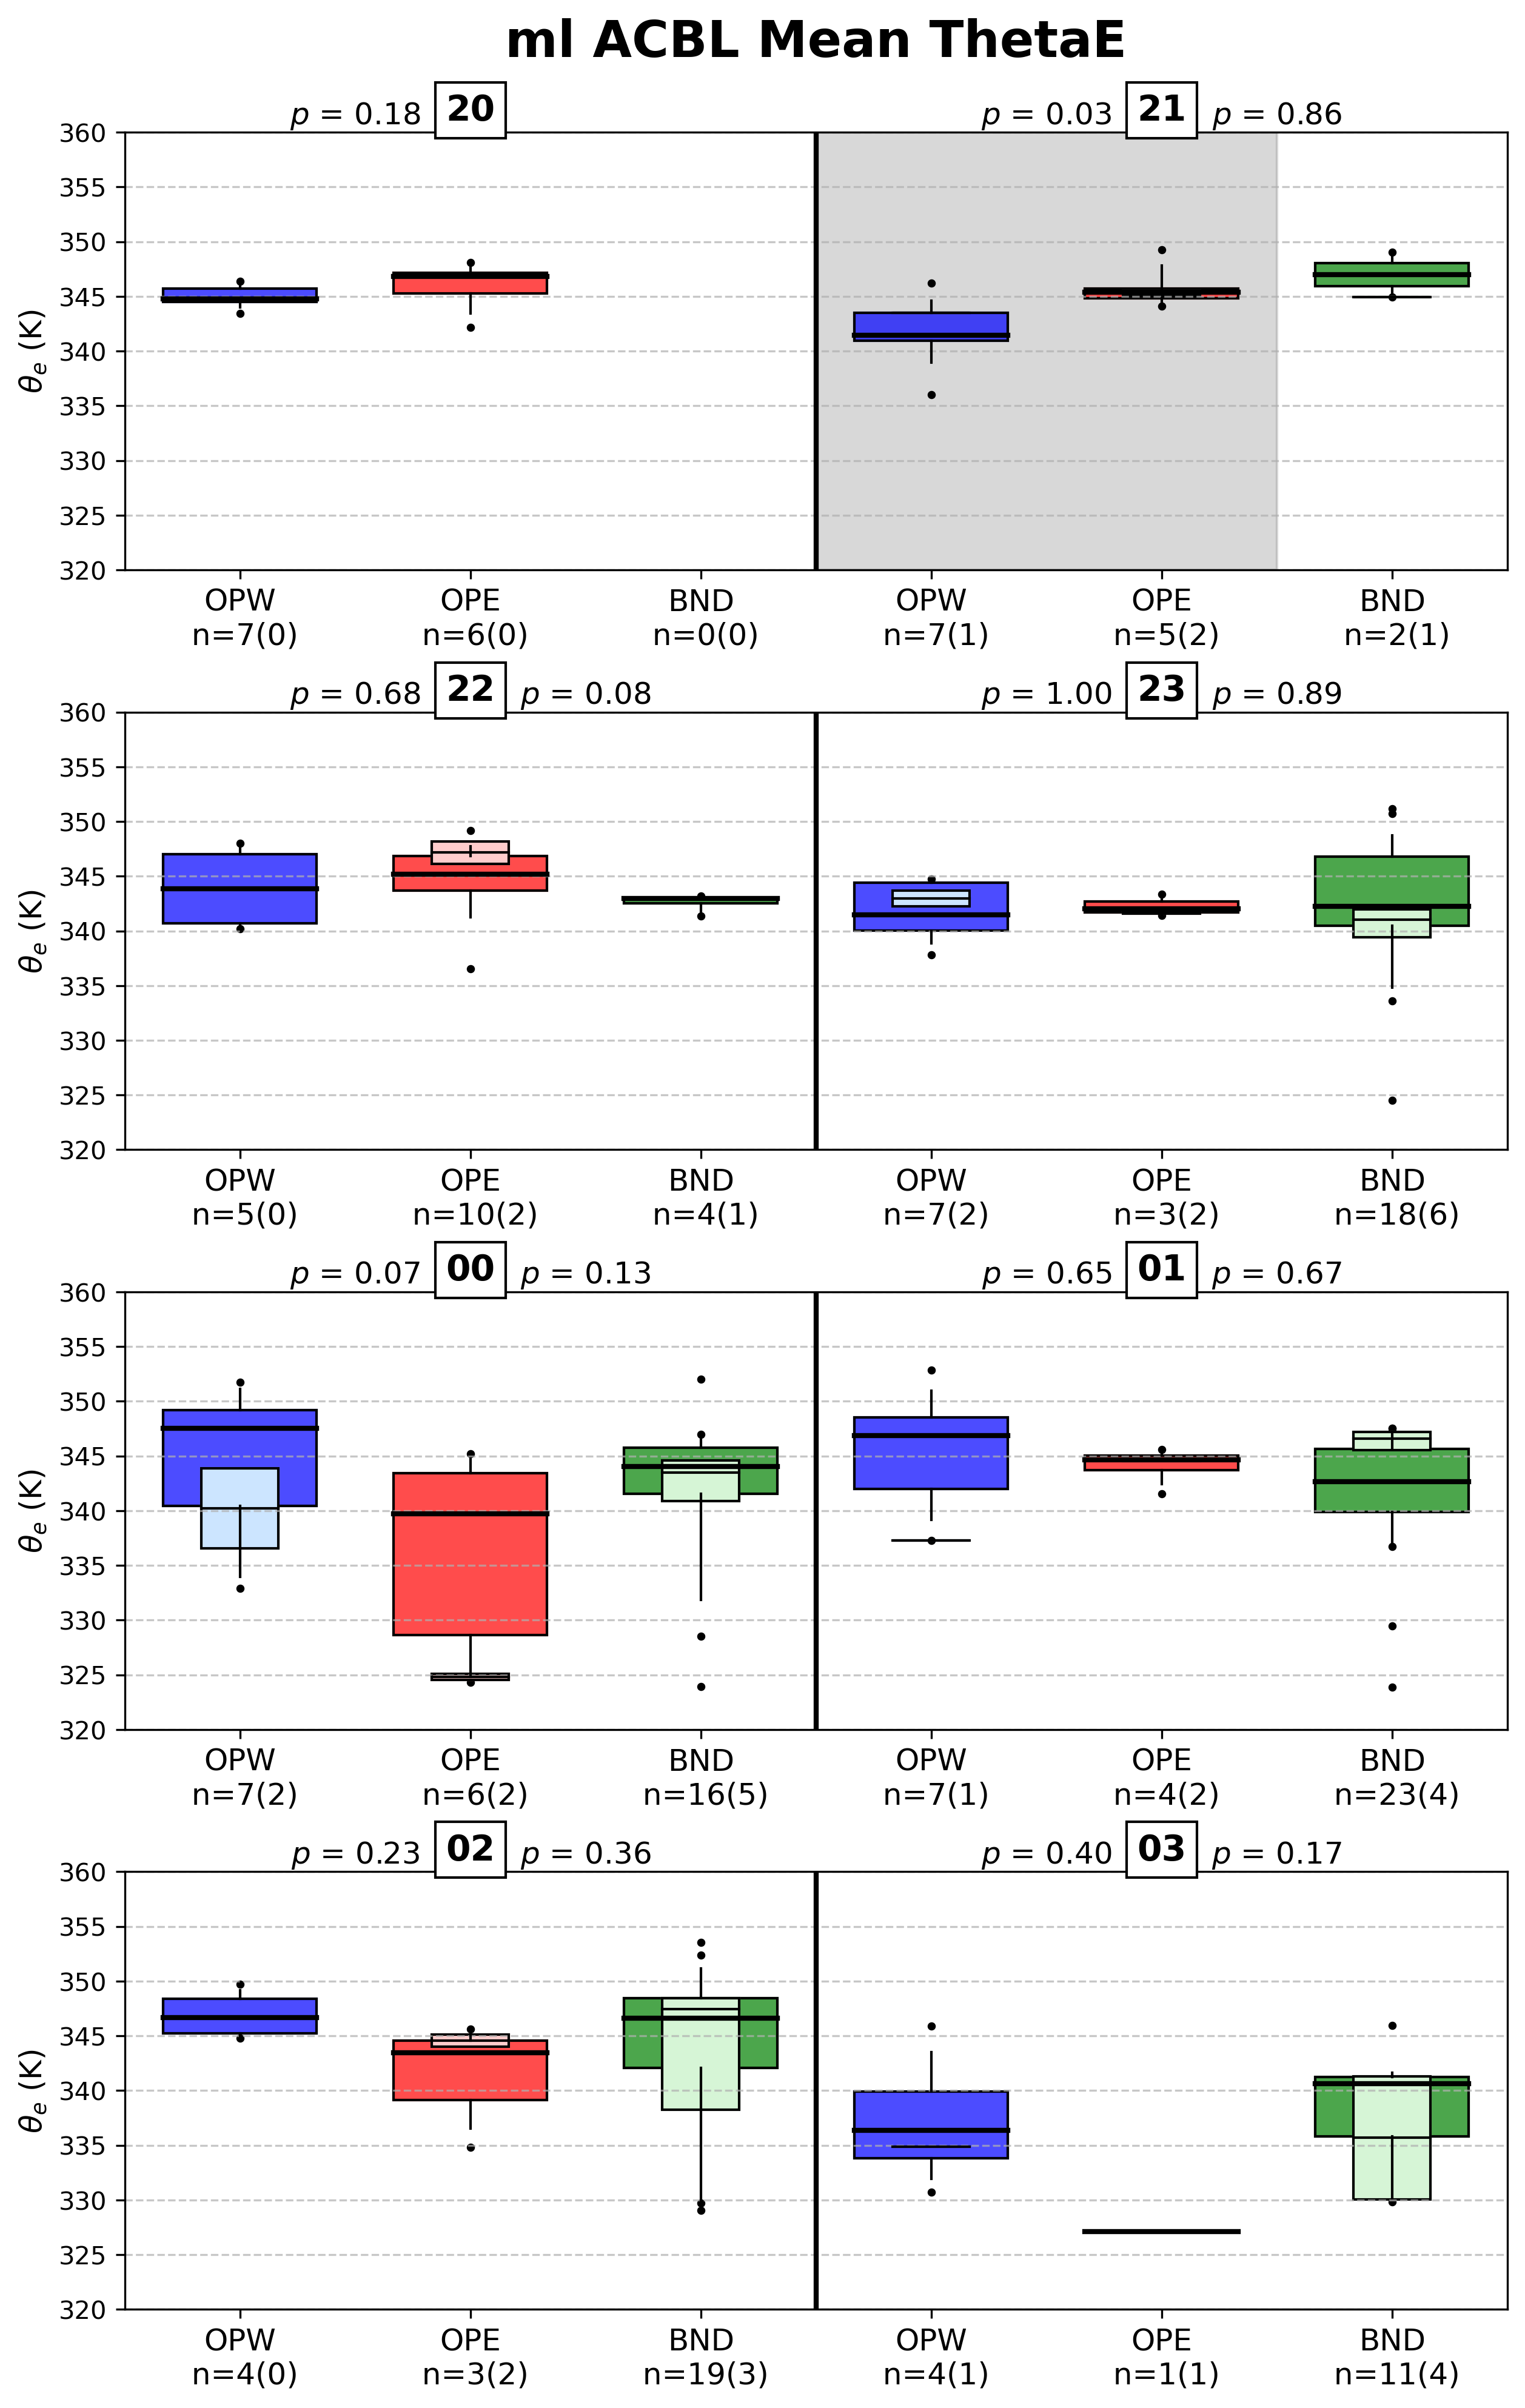 ml ACBL Mean ThetaE
p = 0.18 20
p = 0.03 21 p = 0.86
360
355
350
345
340
335
330
325
320
θe (K)
OPW OPE BND OPW OPE BND
n=7(0) n=6(0) n=0(0) n=7(1) n=5(2) n=2(1)
p = 0.68 22 p = 0.08
p = 1.00 23 p = 0.89
360
355
350
345
340
335
330
325
320
θe (K)
OPW OPE BND OPW OPE BND
n=5(0) n=10(2) n=4(1) n=7(2) n=3(2) n=18(6)
p = 0.07 00 p = 0.13
p = 0.65 01 p = 0.67
360
355
350
345
340
335
330
325
320
θe (K)
OPW OPE BND OPW OPE BND
n=7(2) n=6(2) n=16(5) n=7(1) n=4(2) n=23(4)
p = 0.23 02 p = 0.36
p = 0.40 03 p = 0.17
360
355
350
345
340
335
330
325
320
θe (K)
OPW OPE BND OPW OPE BND
n=4(0) n=3(2) n=19(3) n=4(1) n=1(1) n=11(4)